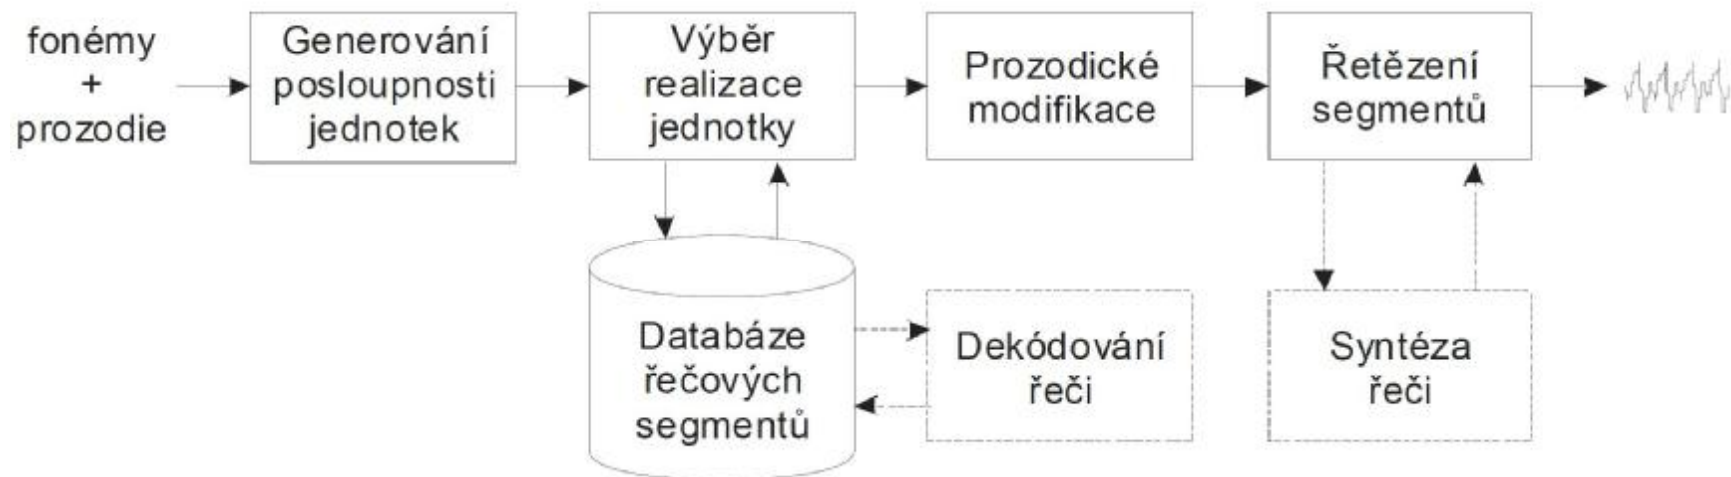 fonémy
+
prozodie
Generování
posloupnosti
jednotek
Výběr
realizace
jednotky
Prozodické
modifikace
Řetězení
segmentů
Databáze
řečových
segmentů
Dekódování
řeči
Syntéza
řeči